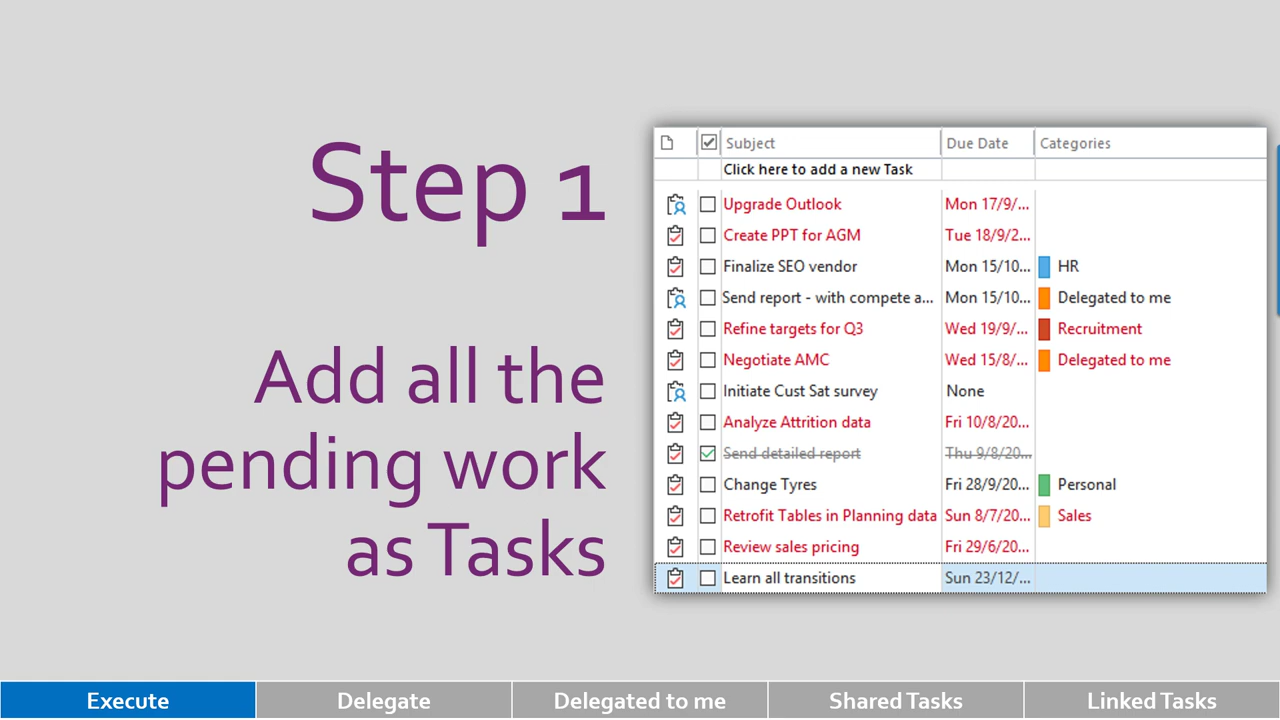 Step 1
Add all the
pending work
as Tasks
Subject Due Date Categories
Click here to add a new Task
Upgrade Outlook Mon 17/9/...
Create PPT for AGM Tue 18/9/2...
Finalize SEO vendor Mon 15/10... HR
Send report - with compete a... Mon 15/10... Delegated to me
Refine targets for Q3 Wed 19/9/... Recruitment
Negotiate AMC Wed 15/8/... Delegated to me
Initiate Cust Sat survey None
Analyze Attrition data Fri 10/8/20...
Send detailed report Thu 9/8/20...
Change Tyres Fri 28/9/20... Personal
Retrofit Tables in Planning data Sun 8/7/20... Sales
Review sales pricing Fri 29/6/20...
Learn all transitions Sun 23/12/...
Execute Delegate Delegated to me Shared Tasks Linked Tasks